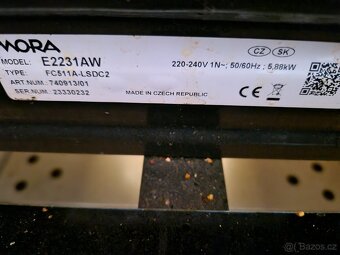 MORA
MODEL: E2231AW
TYPE: FC511A-LSDC2
ART.NUM.: 740913/01
SER.NUM.: 23330232
CZ SK
220-240V 1N~; 50/60Hz ; 5,88kW
MADE IN CZECH REPUBLIC
Bazos.cz